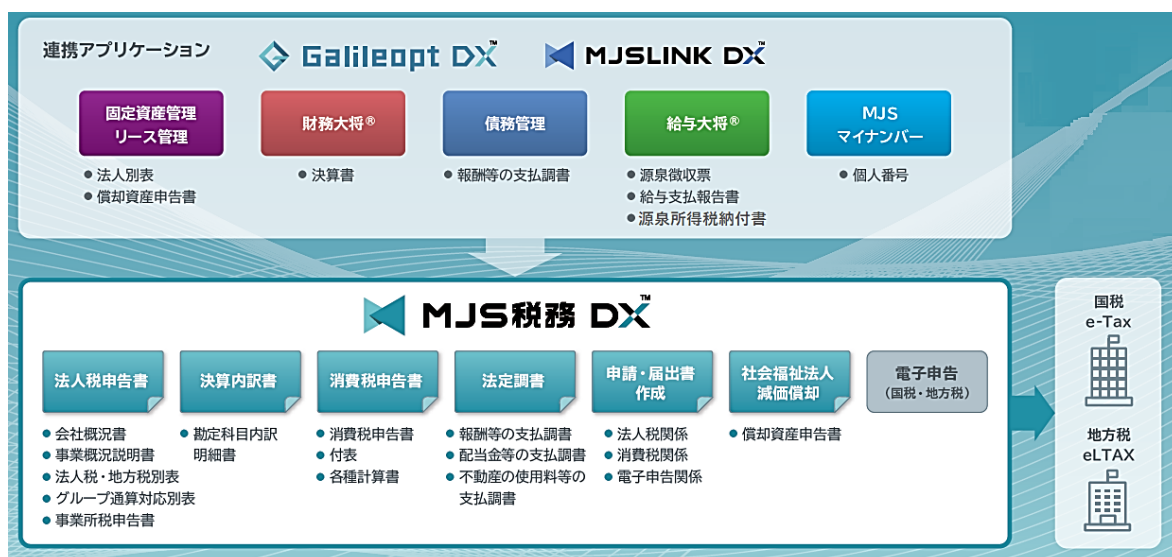 連携アプリケーション
Galileopt DX™
MJSLINK DX™
固定資産管理
リース管理
● 法人別表
● 償却資産申告書
財務大将®
● 決算書
債務管理
● 報酬等の支払調書
給与大将®
● 源泉徴収票
● 給与支払報告書
● 源泉所得税納付書
MJS
マイナンバー
● 個人番号
MJS税務 DX™
法人税申告書
● 会社概況書
● 事業概況説明書
● 法人税・地方税別表
● グループ通算対応別表
● 事業所税申告書
決算内訳書
● 勘定科目内訳
明細書
消費税申告書
● 消費税申告書
● 付表
● 各種計算書
法定調書
● 報酬等の支払調書
● 配当金等の支払調書
● 不動産の使用料等の
支払調書
申請・届出書
作成
● 法人税関係
● 消費税関係
● 電子申告関係
社会福祉法人
減価償却
● 償却資産申告書
電子申告
（国税・地方税）
国税
e-Tax
地方税
eLTAX